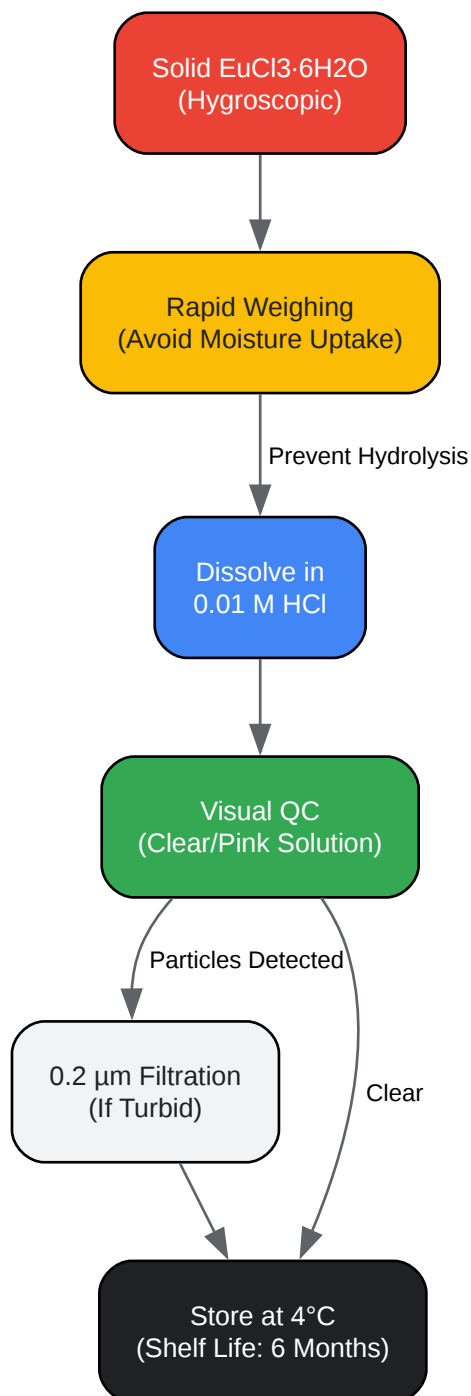 Solid EuCl3·6H2O
(Hygroscopic)
Rapid Weighing
(Avoid Moisture Uptake)
Prevent Hydrolysis
Dissolve in
0.01 M HCl
Visual QC
(Clear/Pink Solution)
Particles Detected
0.2 µm Filtration
(If Turbid)
Clear
Store at 4°C
(Shelf Life: 6 Months)